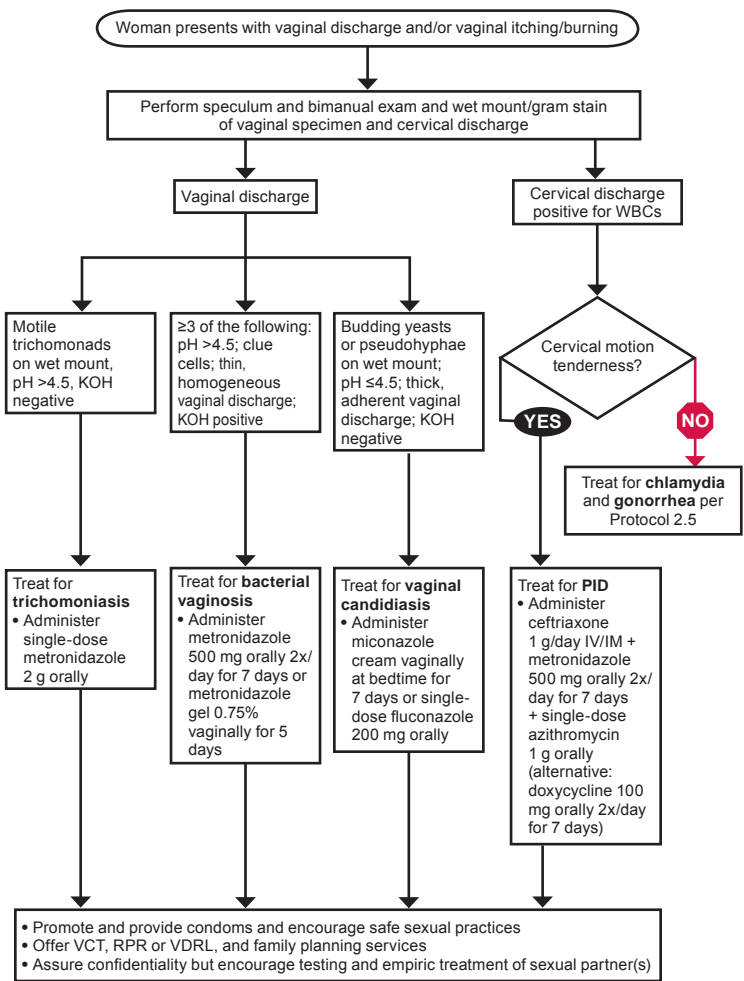 Woman presents with vaginal discharge and/or vaginal itching/burning
Perform speculum and bimanual exam and wet mount/gram stain
of vaginal specimen and cervical discharge
Vaginal discharge
Cervical discharge
positive for WBCs
Motile
trichomonads
on wet mount,
pH >4.5, KOH
negative
≥3 of the following:
pH >4.5; clue
cells; thin,
homogeneous
vaginal discharge;
KOH positive
Budding yeasts
or pseudohyphae
on wet mount;
pH ≤4.5; thick,
adherent vaginal
discharge; KOH
negative
Cervical motion
tenderness?
YES
NO
Treat for chlamydia
and gonorrhea per
Protocol 2.5
Treat for
trichomoniasis
• Administer
single-dose
metronidazole
2 g orally
Treat for bacterial
vaginosis
• Administer
metronidazole
500 mg orally 2x/
day for 7 days or
metronidazole
gel 0.75%
vaginally for 5
days
Treat for vaginal
candidiasis
• Administer
miconazole
cream vaginally
at bedtime for
7 days or single-
dose fluconazole
200 mg orally
Treat for PID
• Administer
ceftriaxone
1 g/day IV/IM +
metronidazole
500 mg orally 2x/
day for 7 days
+ single-dose
azithromycin
1 g orally
(alternative:
doxycycline 100
mg orally 2x/day
for 7 days)
• Promote and provide condoms and encourage safe sexual practices
• Offer VCT, RPR or VDRL, and family planning services
• Assure confidentiality but encourage testing and empiric treatment of sexual partner(s)